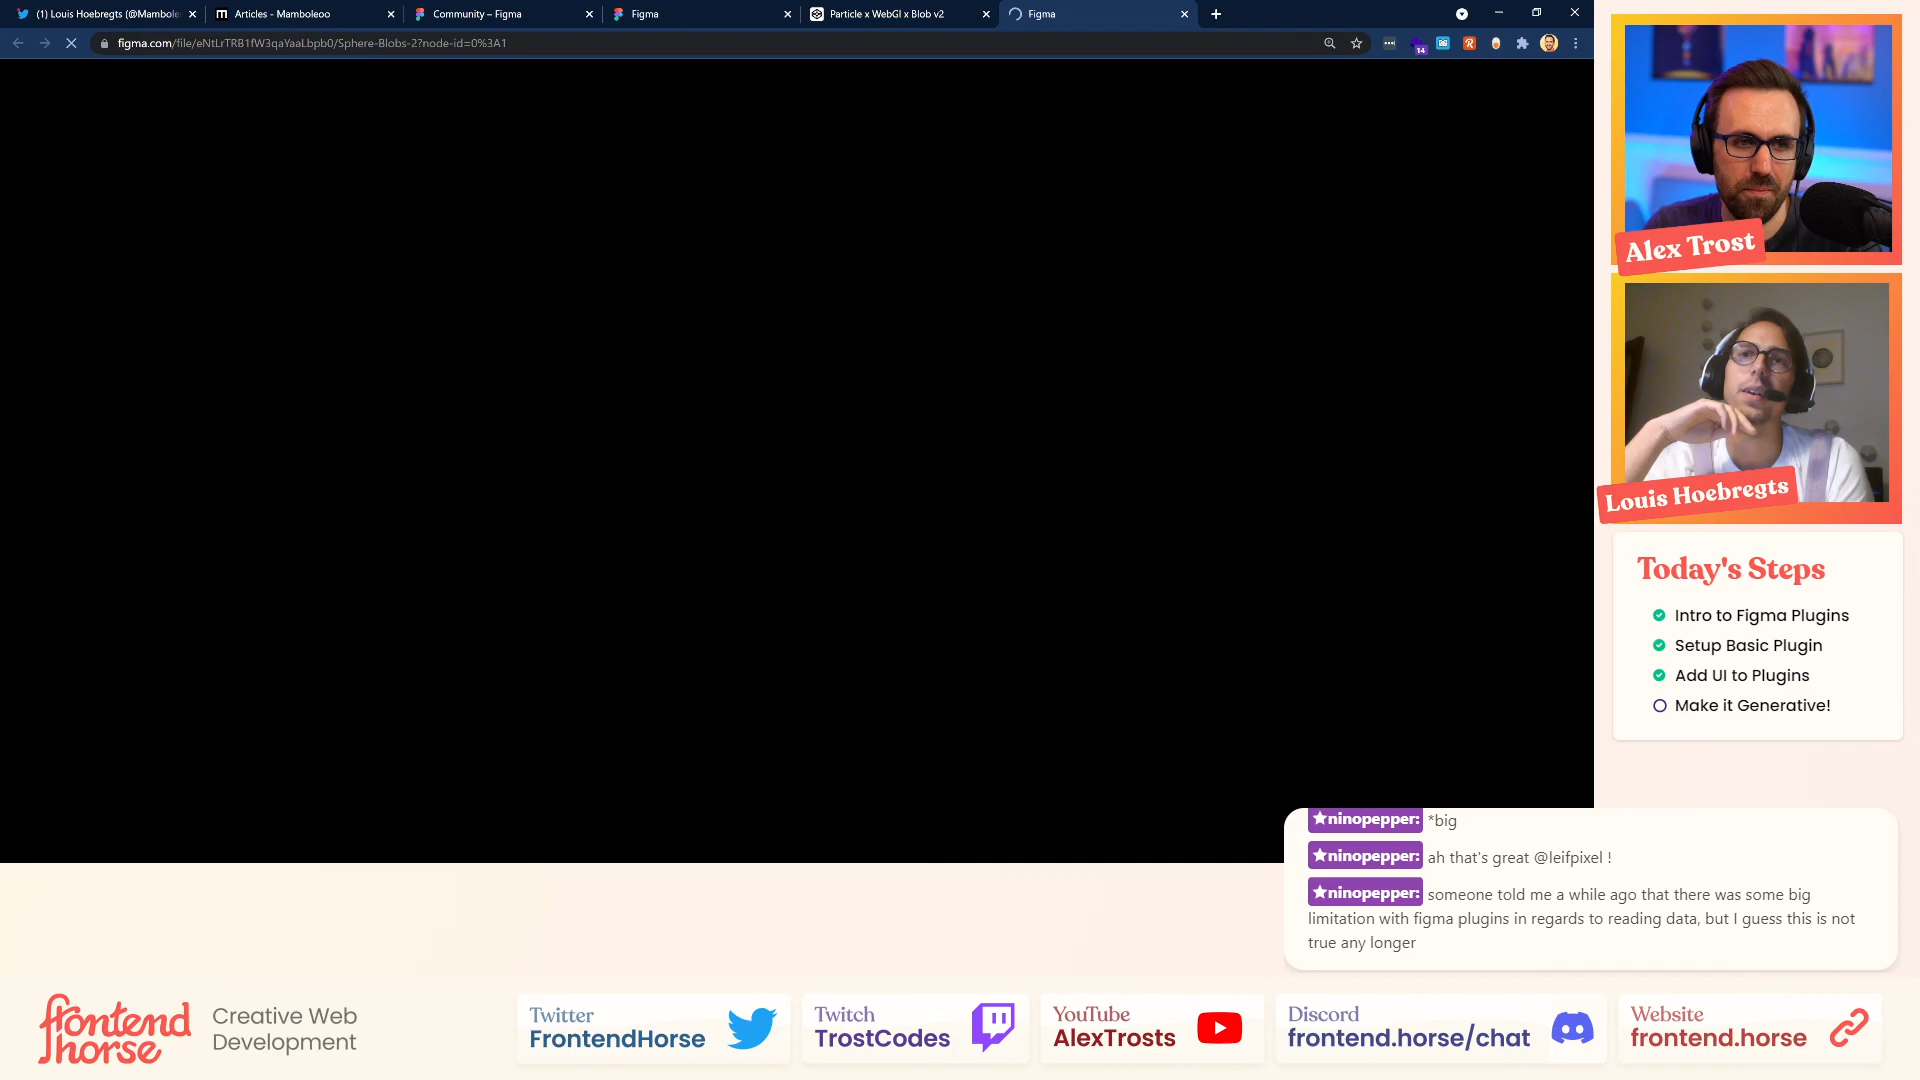 (1) Louis Hoebregts (@Mambole
Articles - Mamboleoo
Community – Figma
Figma
Particle x WebGl x Blob v2
Figma
figma.com/file/eNtLrTRB1fW3qaYaaLbpb0/Sphere-Blobs-2?node-id=0%3A1
14
Alex Trost
Louis Hoebregts
Today's Steps
Intro to Figma Plugins
Setup Basic Plugin
Add UI to Plugins
Make it Generative!
ninopepper: *big
ninopepper: ah that's great @leifpixel !
ninopepper: someone told me a while ago that there was some big
limitation with figma plugins in regards to reading data, but I guess this is not
true any longer
frontend
horse
Creative Web
Development
Twitter
FrontendHorse
Twitch
TrostCodes
YouTube
AlexTrosts
Discord
frontend.horse/chat
Website
frontend.horse